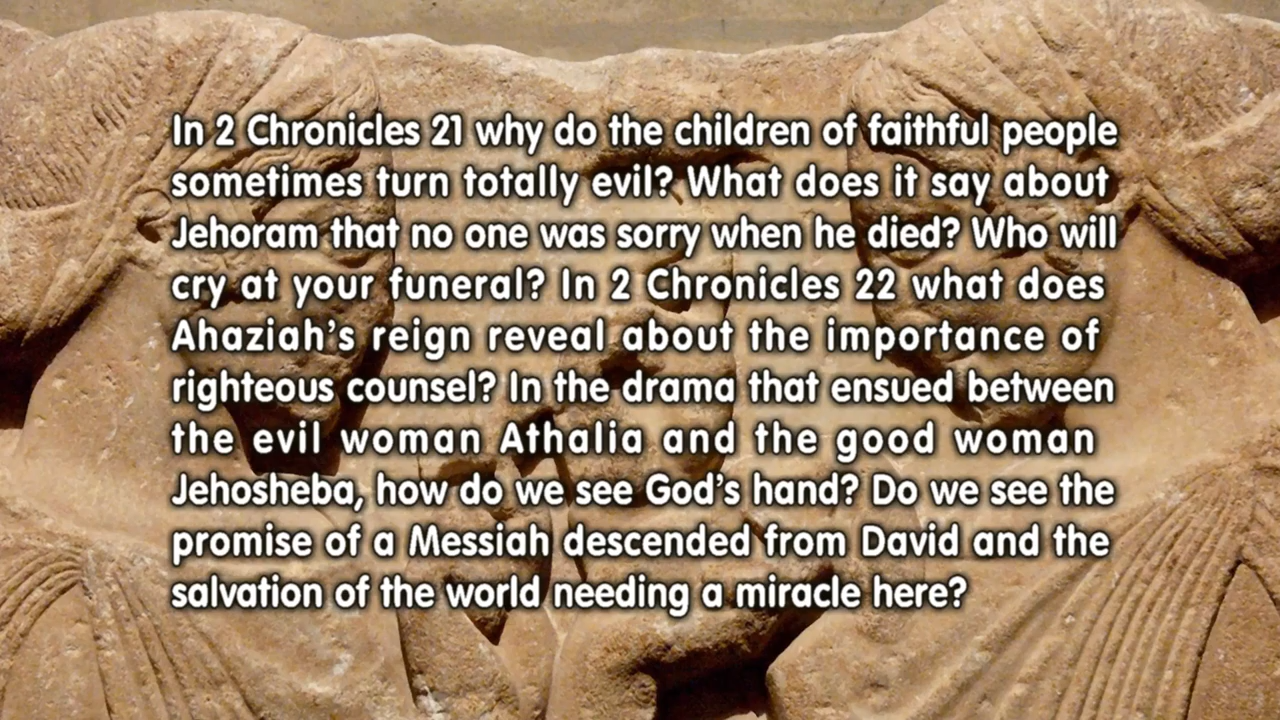 In 2 Chronicles 21 why do the children of faithful people
sometimes turn totally evil? What does it say about
Jehoram that no one was sorry when he died? Who will
cry at your funeral? In 2 Chronicles 22 what does
Ahaziah’s reign reveal about the importance of
righteous counsel? In the drama that ensued between
the evil woman Athalia and the good woman
Jehosheba, how do we see God’s hand? Do we see the
promise of a Messiah descended from David and the
salvation of the world needing a miracle here?